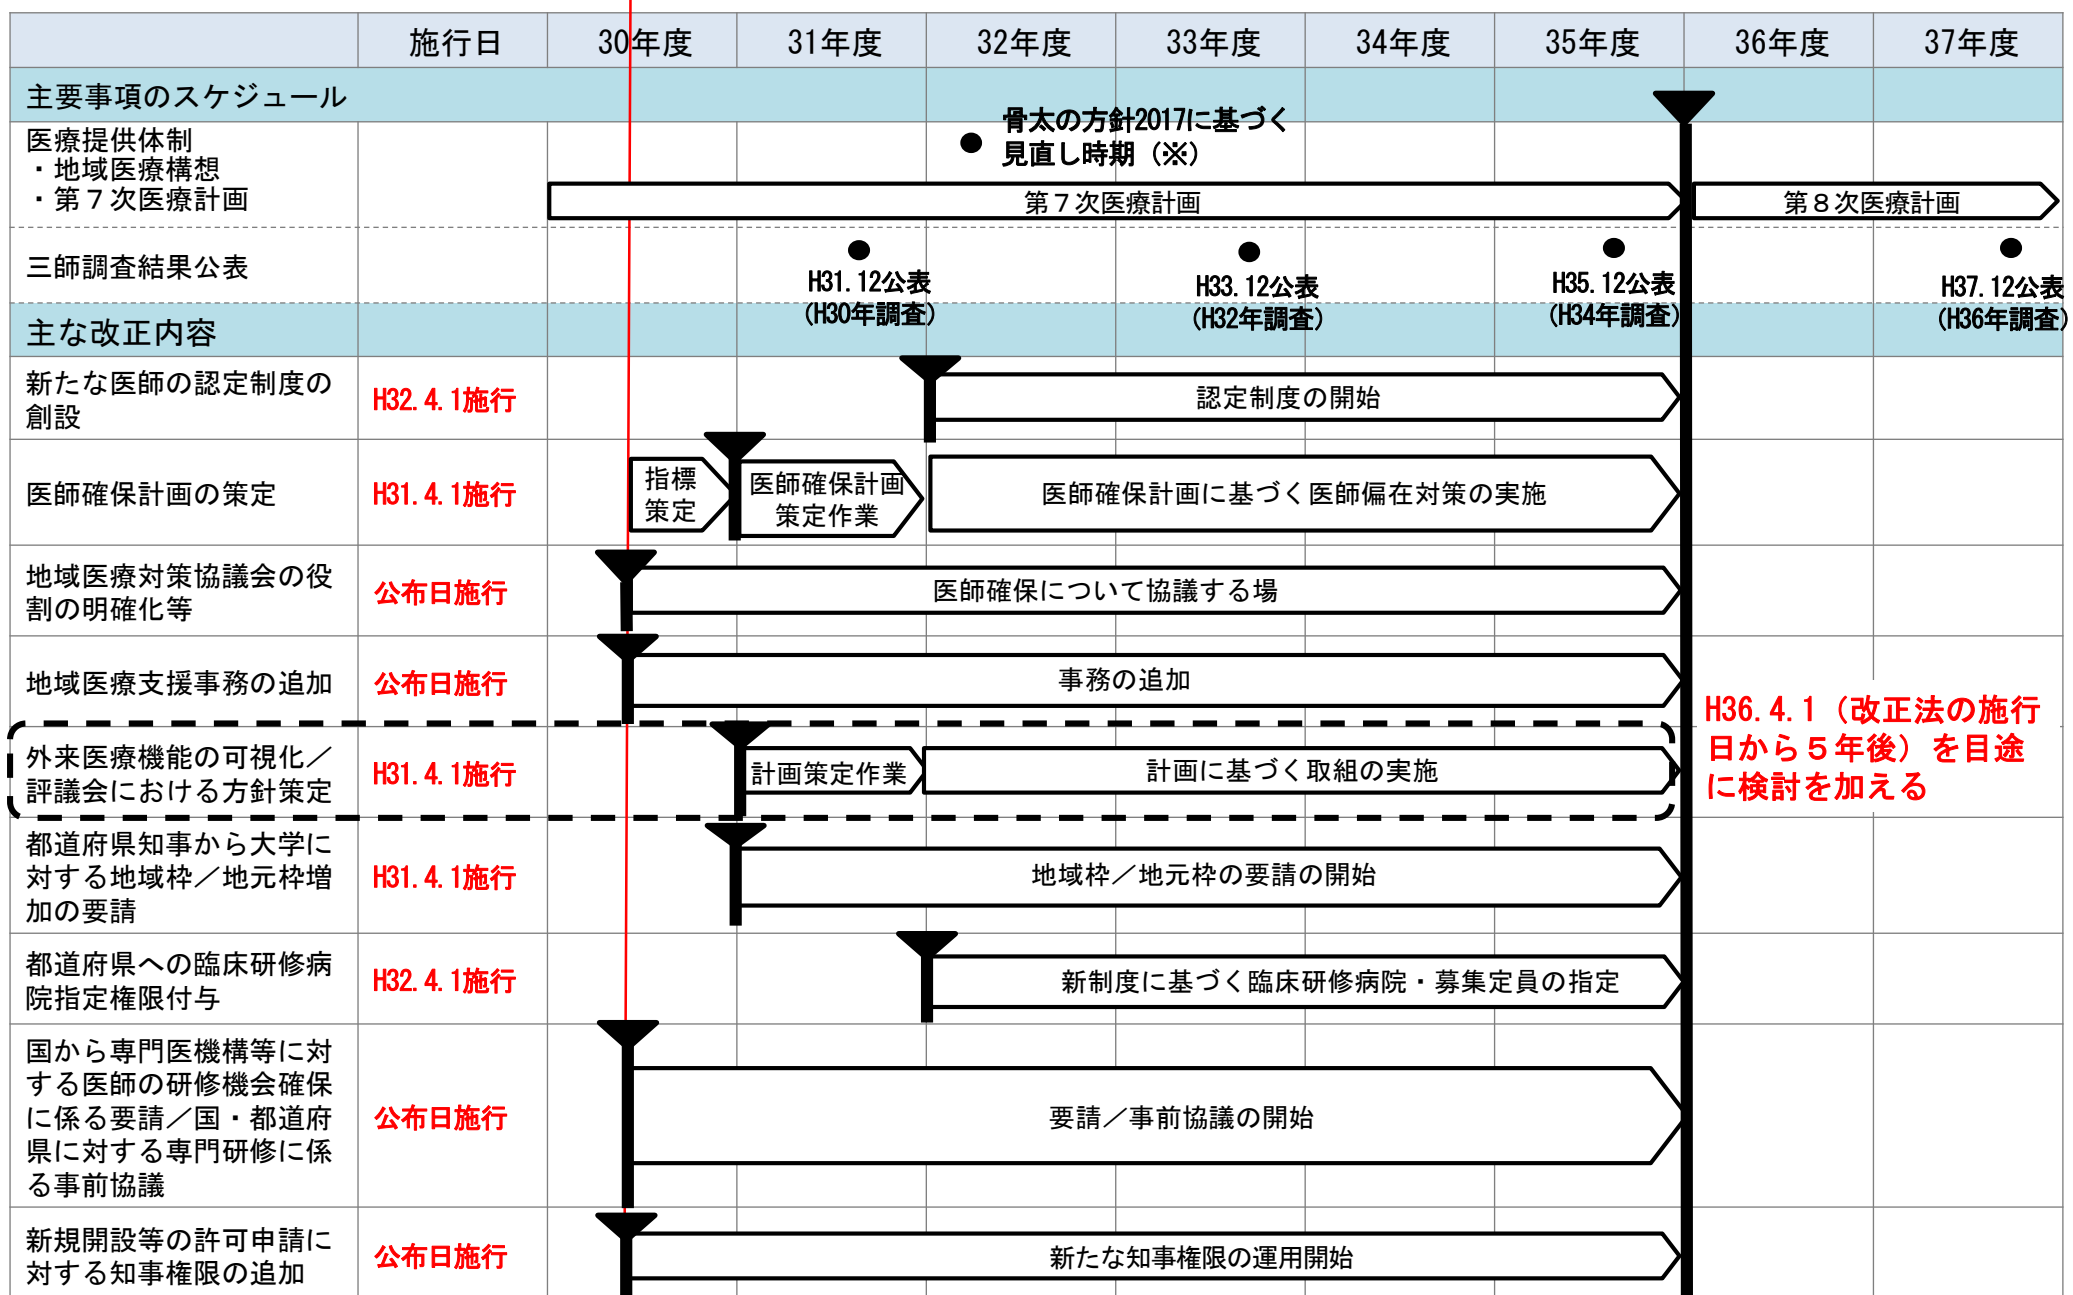 施行日 30年度 31年度 32年度 33年度 34年度 35年度 36年度 37年度
主要事項のスケジュール
医療提供体制
・地域医療構想
・第７次医療計画
骨太の方針2017に基づく
見直し時期（※）
第７次医療計画
第８次医療計画
三師調査結果公表
H31.12公表
(H30年調査)
H33.12公表
(H32年調査)
H35.12公表
(H34年調査)
H37.12公表
(H36年調査)
主な改正内容
新たな医師の認定制度の
創設
H32.4.1施行
認定制度の開始
医師確保計画の策定
H31.4.1施行
指標
策定
医師確保計画
策定作業
医師確保計画に基づく医師偏在対策の実施
地域医療対策協議会の役
割の明確化等
公布日施行
医師確保について協議する場
地域医療支援事務の追加
公布日施行
事務の追加
H36.4.1（改正法の施行
日から５年後）を目途
に検討を加える
外来医療機能の可視化／
評議会における方針策定
H31.4.1施行
計画策定作業
計画に基づく取組の実施
都道府県知事から大学に
対する地域枠／地元枠増
加の要請
H31.4.1施行
地域枠／地元枠の要請の開始
都道府県への臨床研修病
院指定権限付与
H32.4.1施行
新制度に基づく臨床研修病院・募集定員の指定
国から専門医機構等に対
する医師の研修機会確保
に係る要請／国・都道府
県に対する専門研修に係
る事前協議
公布日施行
要請／事前協議の開始
新規開設等の許可申請に
対する知事権限の追加
公布日施行
新たな知事権限の運用開始